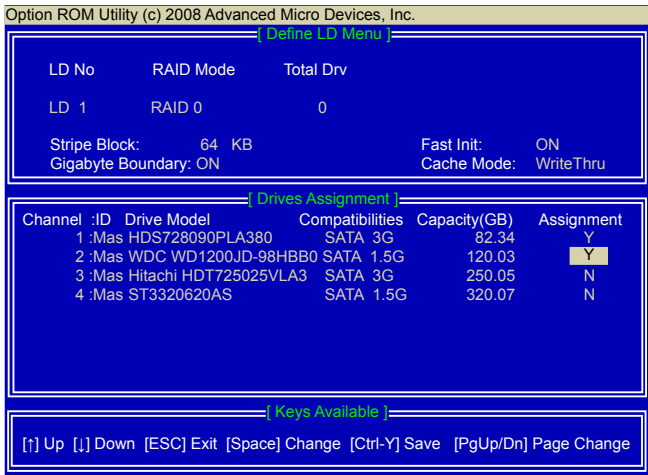 Option ROM Utility (c) 2008 Advanced Micro Devices, Inc.
[ Define LD Menu ]
LD No RAID Mode Total Drv
LD 1 RAID 0 0
Stripe Block: 64 KB Fast Init: ON
Gigabyte Boundary: ON Cache Mode: WriteThru
[ Drives Assignment ]
Channel :ID Drive Model Compatibilities Capacity(GB) Assignment
1 :Mas HDS728090PLA380 SATA 3G 82.34 Y
2 :Mas WDC WD1200JD-98HBB0 SATA 1.5G 120.03 Y
3 :Mas Hitachi HDT725025VLA3 SATA 3G 250.05 N
4 :Mas ST3320620AS SATA 1.5G 320.07 N
[ Keys Available ]
[↑] Up [↓] Down [ESC] Exit [Space] Change [Ctrl-Y] Save [PgUp/Dn] Page Change